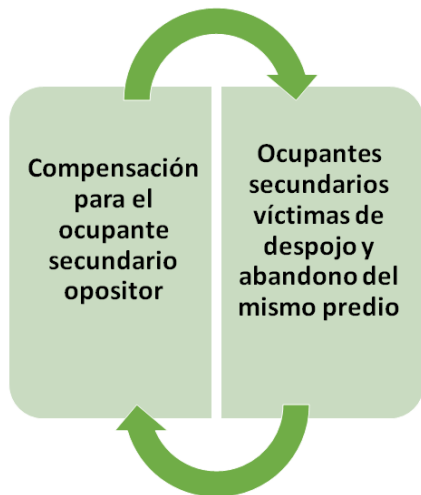 Compensación
para el
ocupante
secundario
opositor
Ocupantes
secundarios
víctimas de
despojo y
abandono del
mismo predio